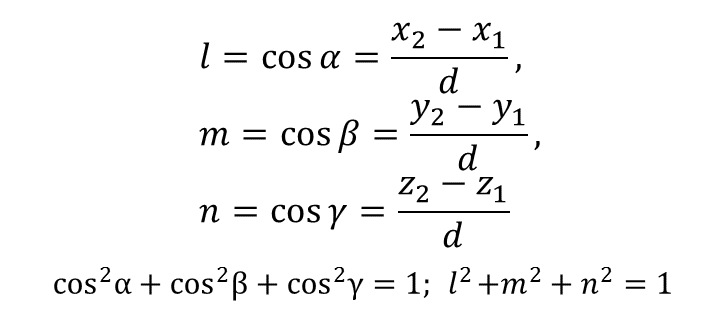 l = cos α = (x₂ − x₁)/d,
m = cos β = (y₂ − y₁)/d,
n = cos γ = (z₂ − z₁)/d
cos²α + cos²β + cos²γ = 1; l²+m² + n² = 1